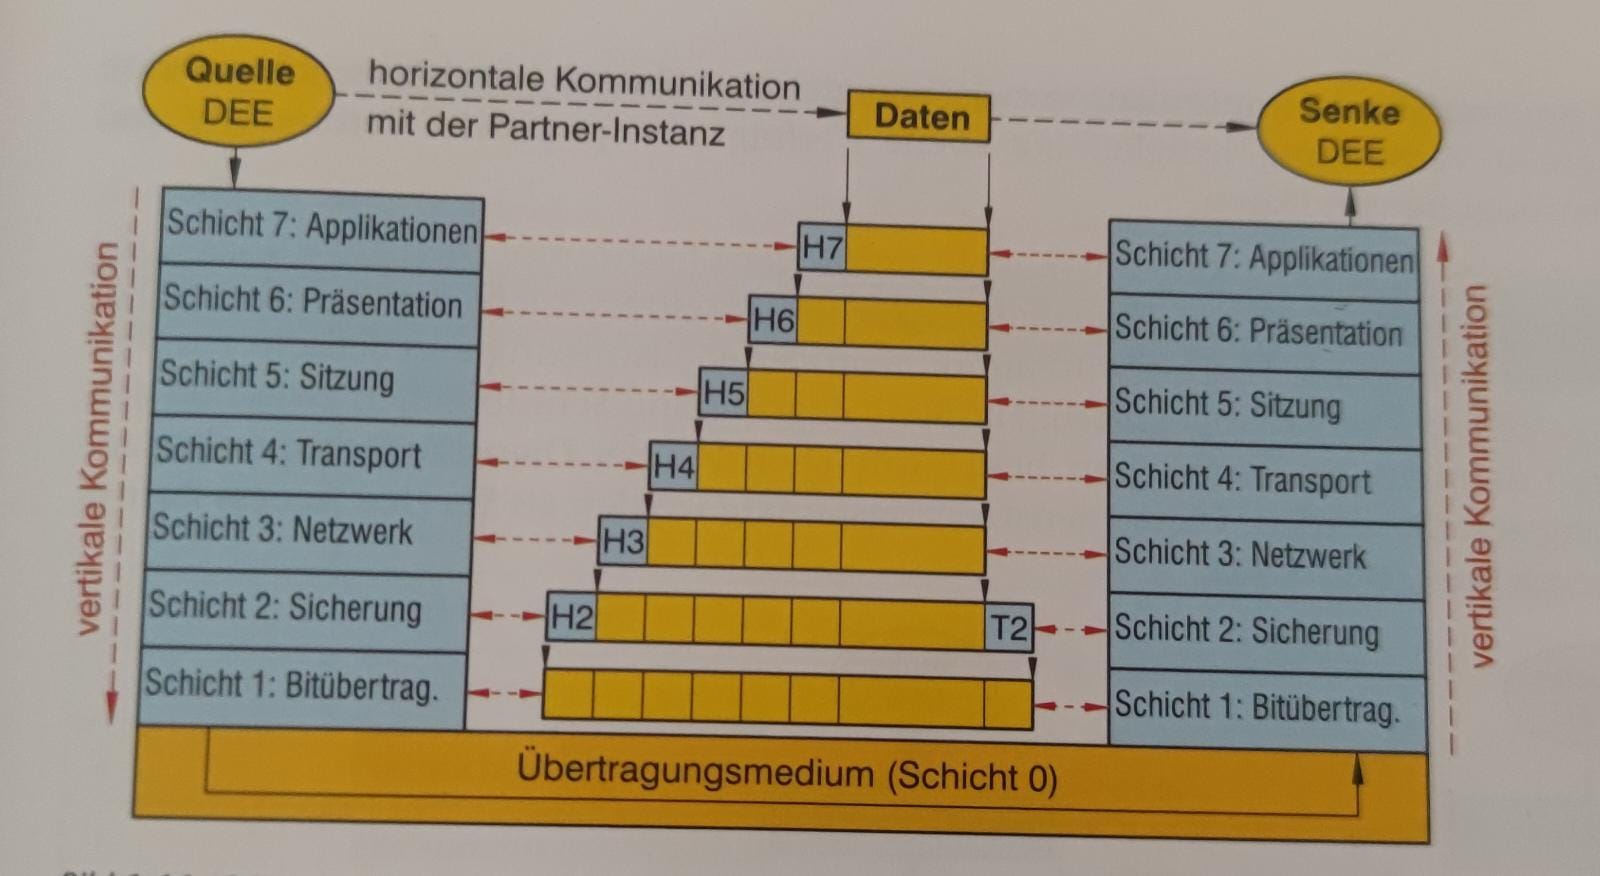 Quelle
DEE
horizontale Kommunikation
mit der Partner-Instanz
Daten
Senke
DEE
vertikale Kommunikation
Schicht 7: Applikationen
Schicht 6: Präsentation
Schicht 5: Sitzung
Schicht 4: Transport
Schicht 3: Netzwerk
Schicht 2: Sicherung
Schicht 1: Bitübertrag.
H7
H6
H5
H4
H3
H2
T2
Schicht 7: Applikationen
Schicht 6: Präsentation
Schicht 5: Sitzung
Schicht 4: Transport
Schicht 3: Netzwerk
Schicht 2: Sicherung
Schicht 1: Bitübertrag.
vertikale Kommunikation
Übertragungsmedium (Schicht 0)